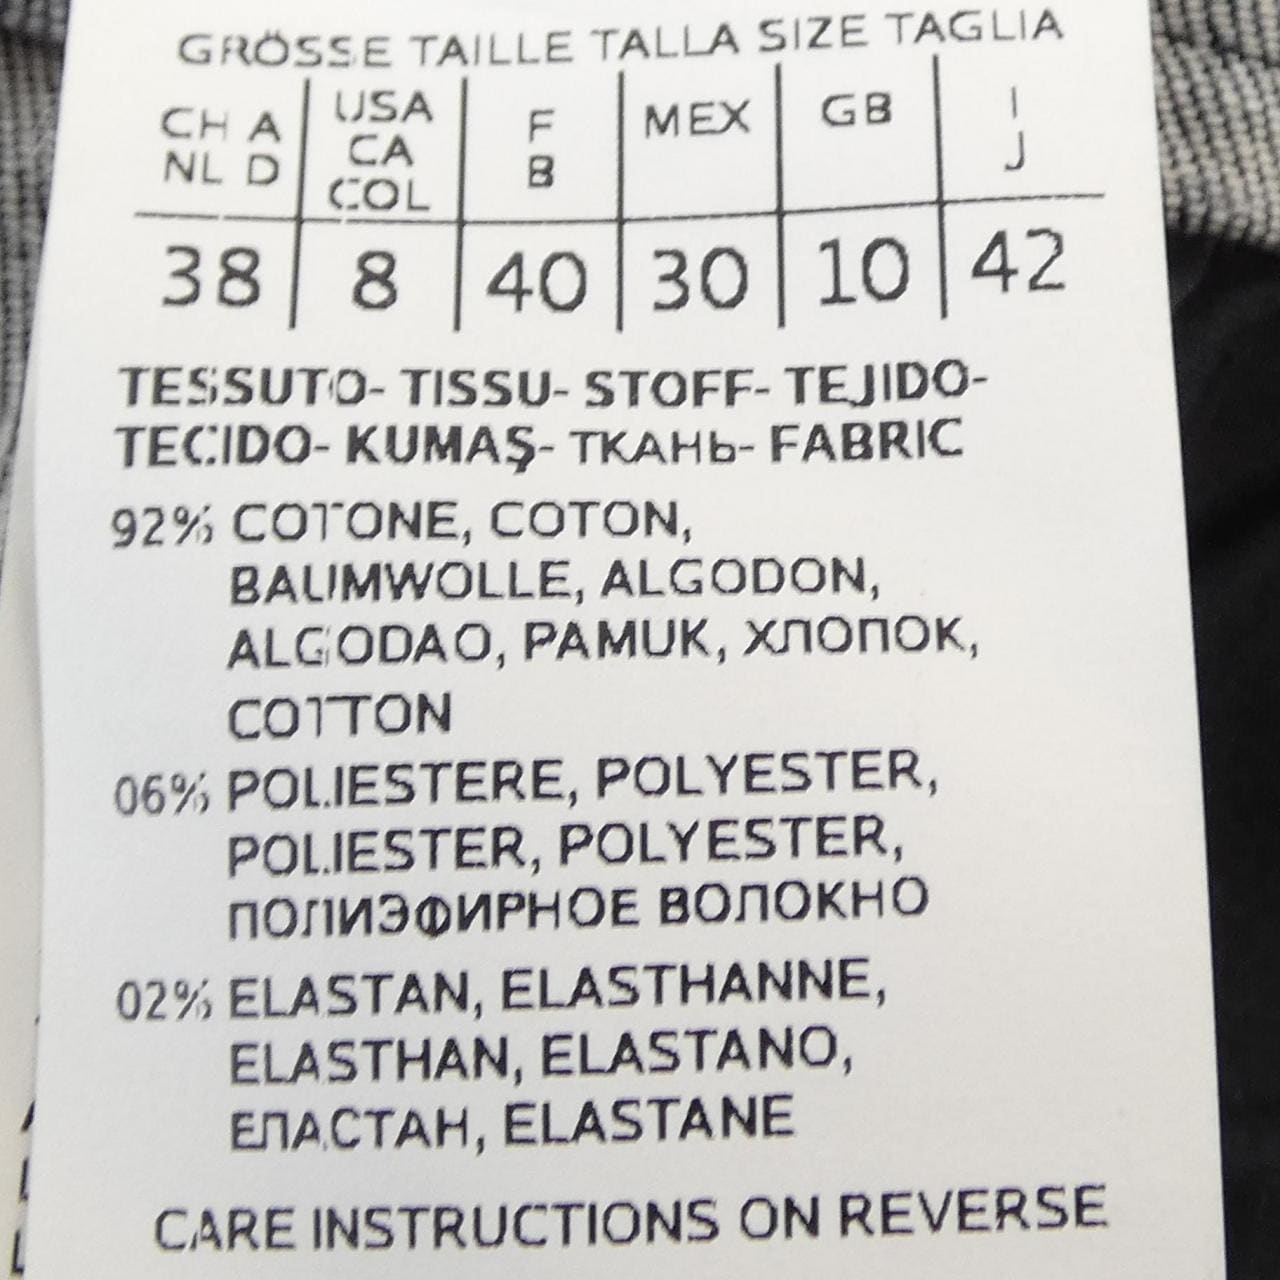 GRÖSSE TAILLE TALLA SIZE TAGLIA
CH A NL D
USA CA COL
F B
MEX
GB
I J
38 8 40 30 10 42
TESSUTO- TISSU- STOFF- TEJIDO-
TECIDO- KUMAŞ- ТКАНЬ- FABRIC
92% COTONE, COTON,
BAUMWOLLE, ALGODON,
ALGODAO, PAMUK, ХЛОПОК,
COTTON
06% POLIESTERE, POLYESTER,
POLIESTER, POLYESTER,
ПОЛИЭФИРНОЕ ВОЛОКНО
02% ELASTAN, ELASTHANNE,
ELASTHAN, ELASTANO,
ЕЛАСТАН, ELASTANE
CARE INSTRUCTIONS ON REVERSE